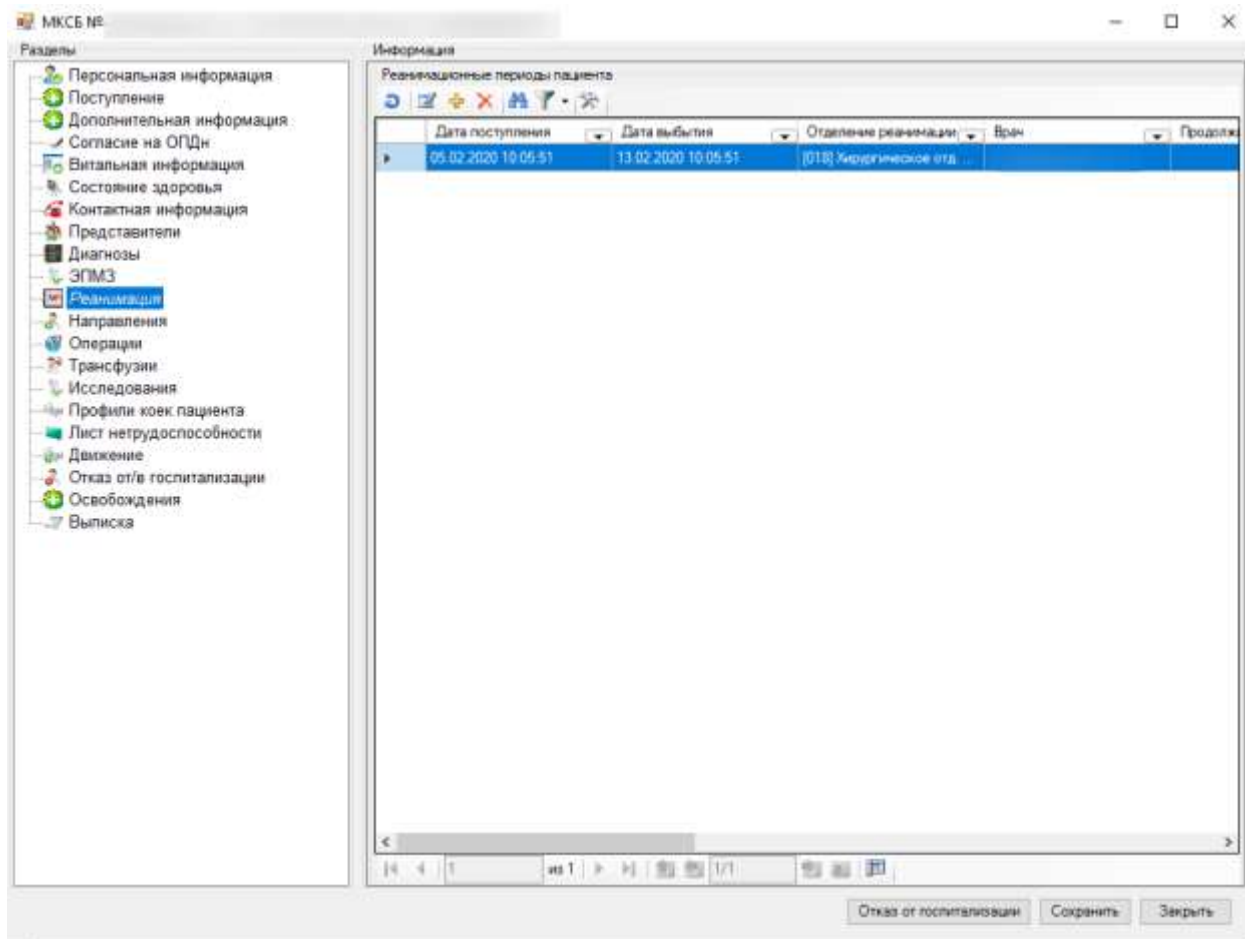 МКСБ №
Разделы
Персональная информация
Поступление
Дополнительная информация
Согласие на ОПДн
Витальная информация
Состояние здоровья
Контактная информация
Представители
Диагнозы
ЭПМЗ
Реанимация
Направления
Операции
Трансфузии
Исследования
Профили коек пациента
Лист нетрудоспособности
Движение
Отказ от/в госпитализации
Освобождения
Выписка
Информация
Реанимационные периоды пациента
Дата поступления Дата выбытия Отделение реанимации Врач Продолж
05.02.2020 10:05:51 13.02.2020 10:05:51 [018] Хирургическое отд. ...
1 из 1 1/1
Отказ от госпитализации Сохранить Закрыть